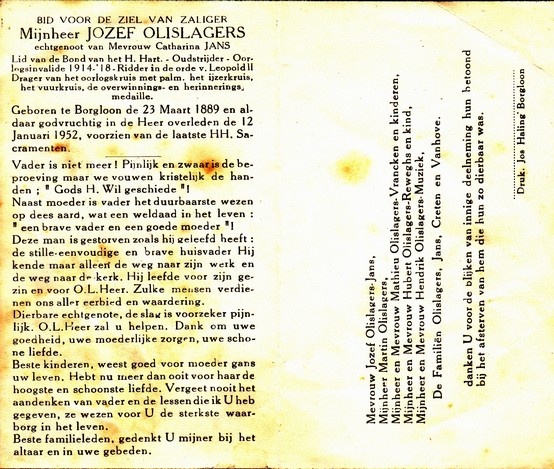 BID VOOR DE ZIEL VAN ZALIGER
Mijnheer JOZEF OLISLAGERS
echtgenoot van Mevrouw Catharina JANS
Lid van de Bond van het H. Hart. - Oudstrijder - Oor-
logsinvalide 1914-'18 - Ridder in de orde v. Leopold II
Drager van het oorlogskruis met palm, het ijzerkruis,
het vuurkruis, de overwinnings- en herinnerings,
medaille.
Geboren te Borgloon de 23 Maart 1889 en al-
daar godvruchtig in de Heer overleden de 12
Januari 1952, voorzien van de laatste HH. Sa-
cramenten.
Vader is niet meer ! Pijnlijk en zwaar is de be-
proeving maar we vouwen kristelijk de han-
den ; " Gods H. Wil geschiede "!
Naast moeder is vader het duurbaarste wezen
op dees aard, wat een weldaad in het leven :
" een brave vader en een goede moeder "!
Deze man is gestorven zoals hij geleefd heeft :
de stille-eenvoudige en brave huisvader Hij
kende maar alleen de weg naar zijn werk en
de weg naar de kerk. Hij leefde voor zijn ge-
zin en voor O.L.Heer. Zulke mensen verdie-
nen ons aller eerbied en waardering.
Dierbare echtgenote, de slag is voorzeker pijn-
lijk. O.L.Heer zal u helpen. Dank om uwe
goedheid, uwe moederlijke zorgen, uwe scho-
ne liefde.
Beste kinderen, weest goed voor moeder gans
uw leven. Hebt nu meer dan ooit voor haar de
hoogste en schoonste liefde. Vergeet nooit het
aandenken van vader en de lessen die ik U heb
gegeven, ze wezen voor U de sterkste waar-
borg in het leven.
Beste familieleden, gedenkt U mijner bij het
altaar en in uwe gebeden.
Mevrouw Jozef Olislagers-Jans,
Mijnheer Martin Olislagers,
Mijnheer en Mevrouw Mathieu Olislagers-Vrancken en kinderen,
Mijnheer en Mevrouw Hubert Olislagers-Reweghs en kind,
Mijnheer en Mevrouw Hendrik Olislagers-Muziek,
De Familiën Olislagers, Jans, Creten en Vanhove.
danken U voor de blijken van innige deelneming hun betoond
bij het afsterven van hem die hun zo dierbaar was.
Druk. Jos Haling Borgloon